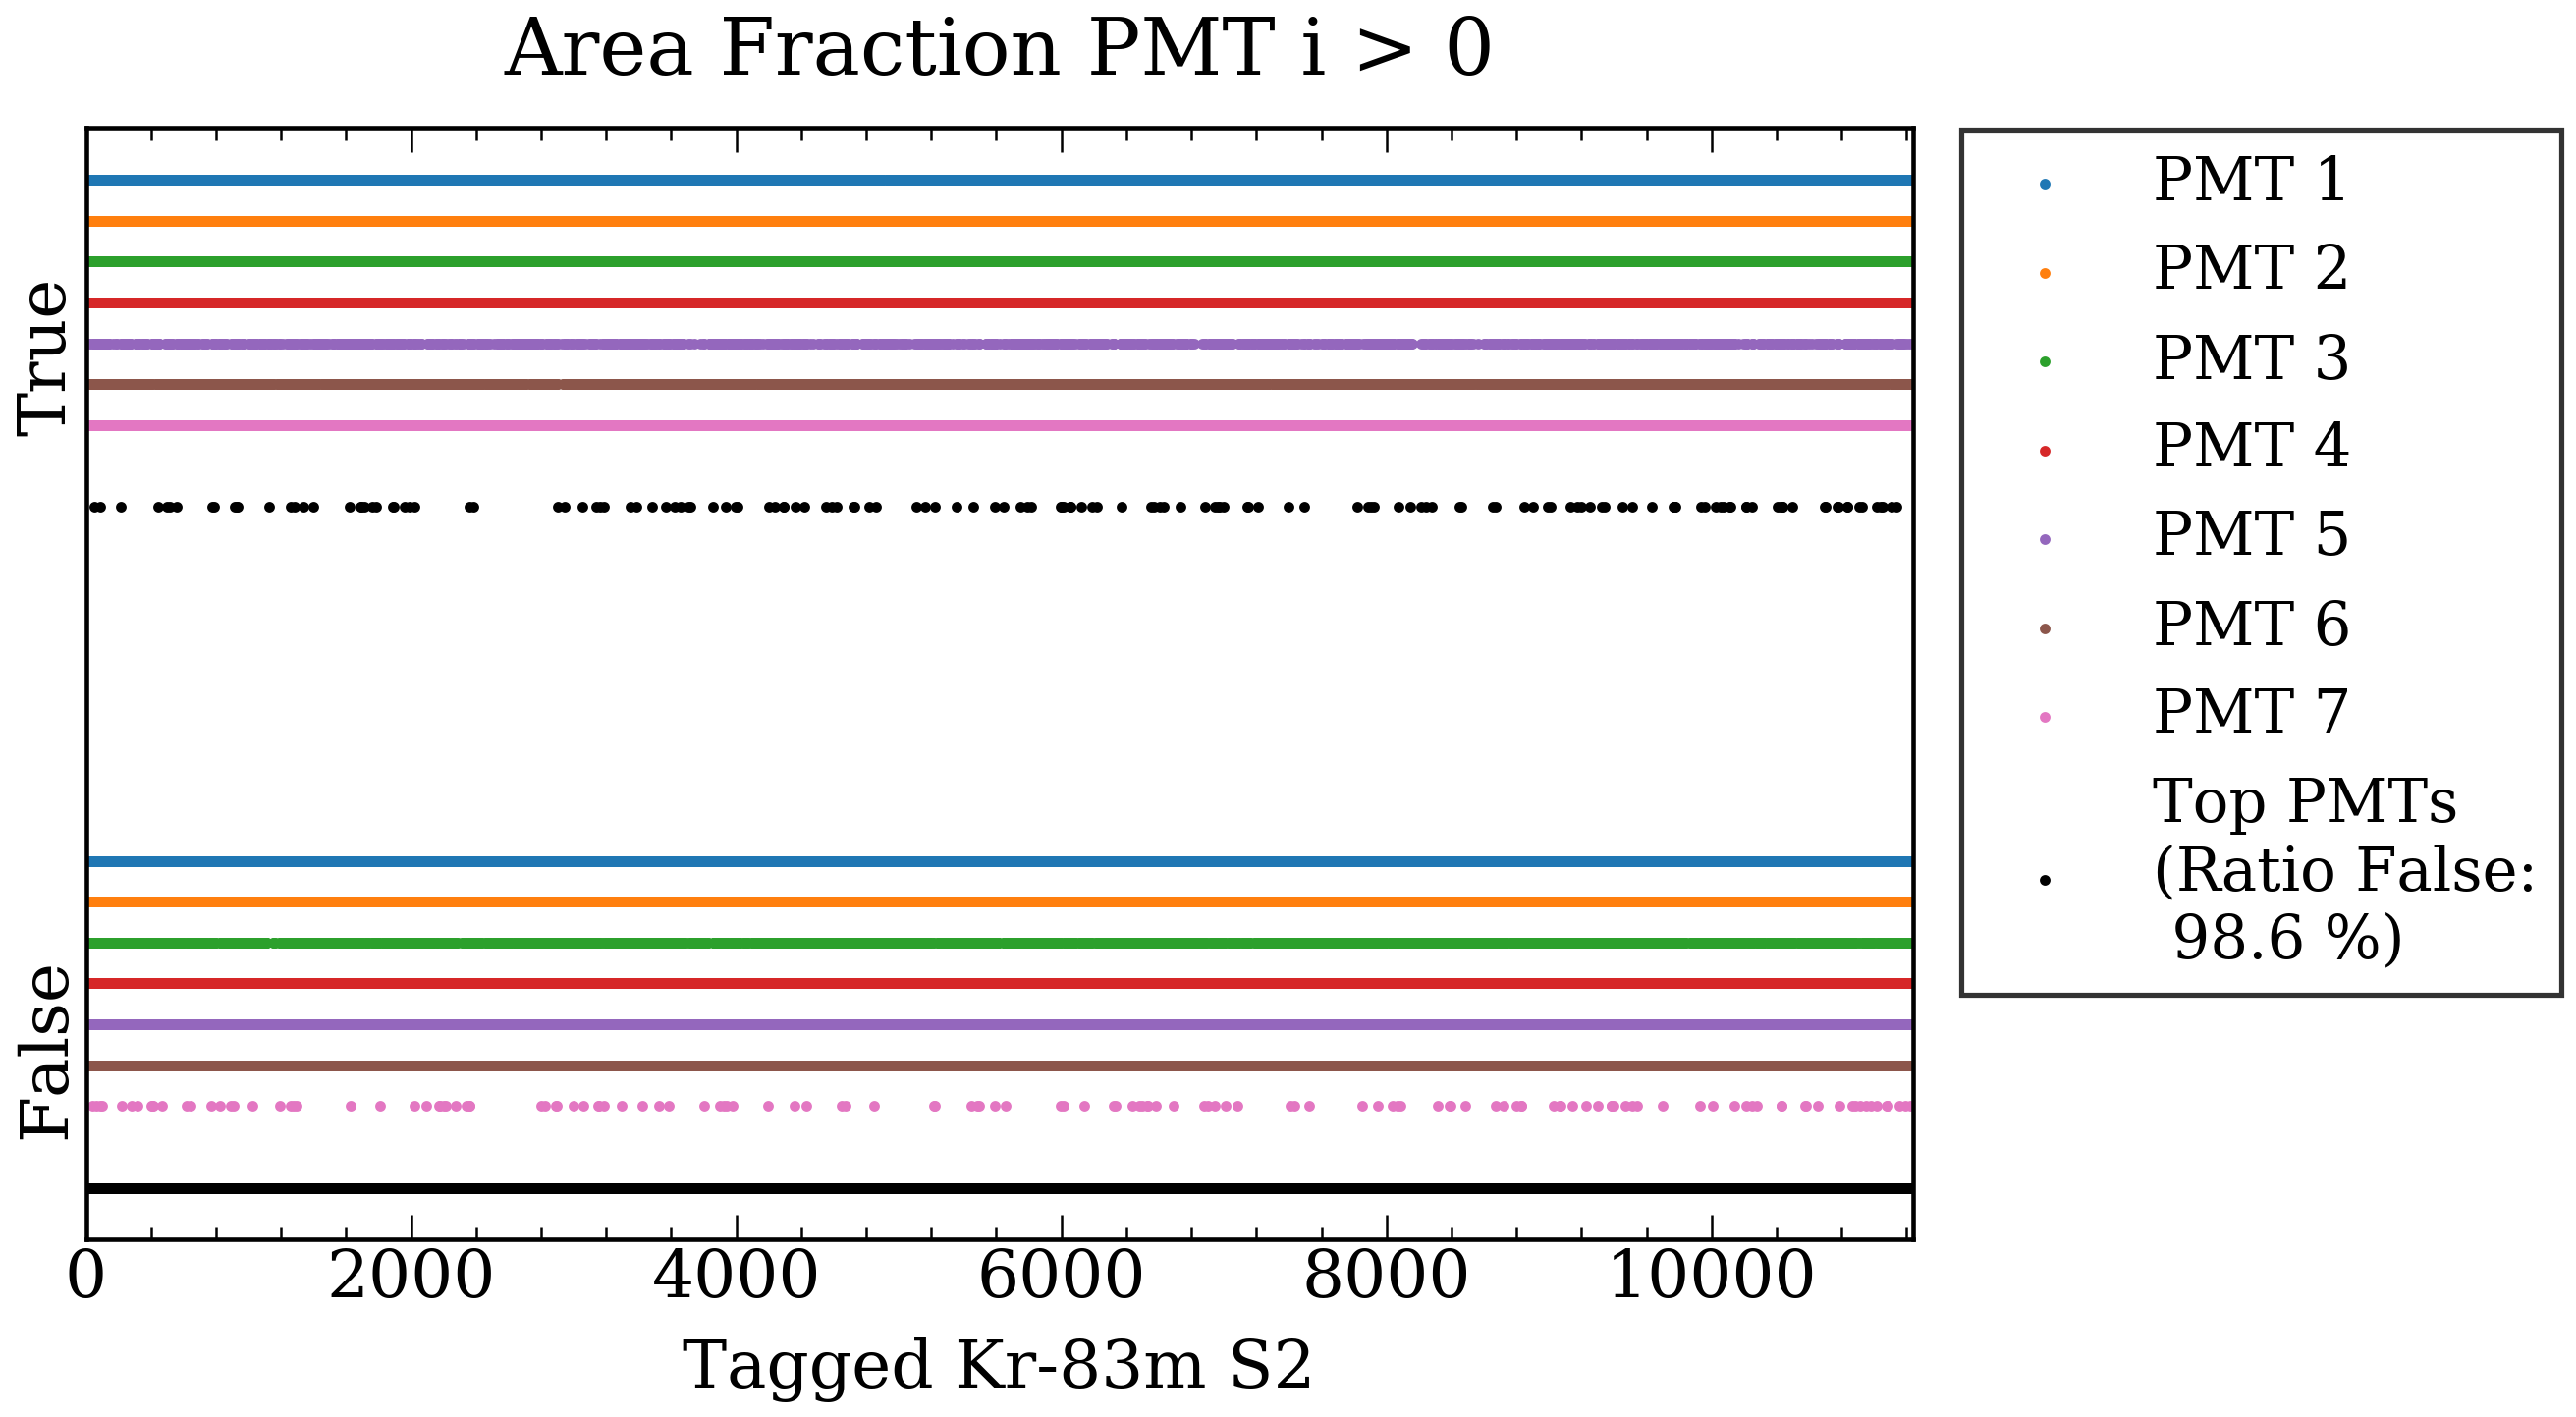 Area Fraction PMT i > 0
True
False
0 2000 4000 6000 8000 10000
Tagged Kr-83m S2
PMT 1
PMT 2
PMT 3
PMT 4
PMT 5
PMT 6
PMT 7
Top PMTs
(Ratio False:
98.6 %)